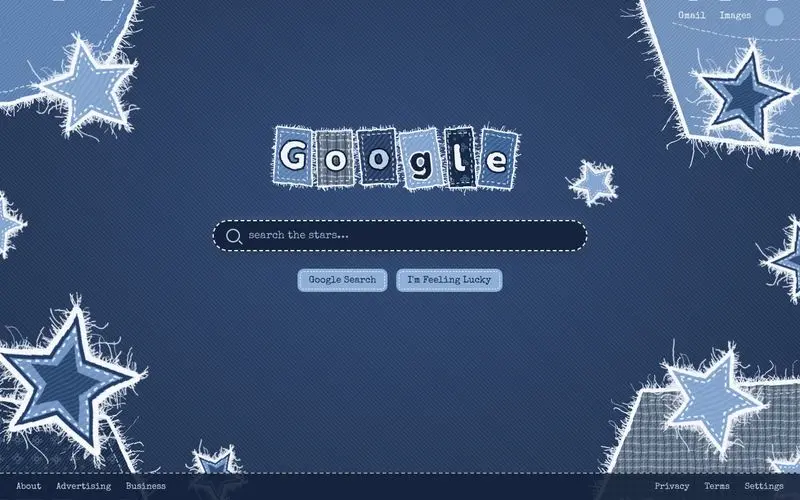 Gmail Images
Google
search the stars...
Google Search I'm Feeling Lucky
About Advertising Business Privacy Terms Settings